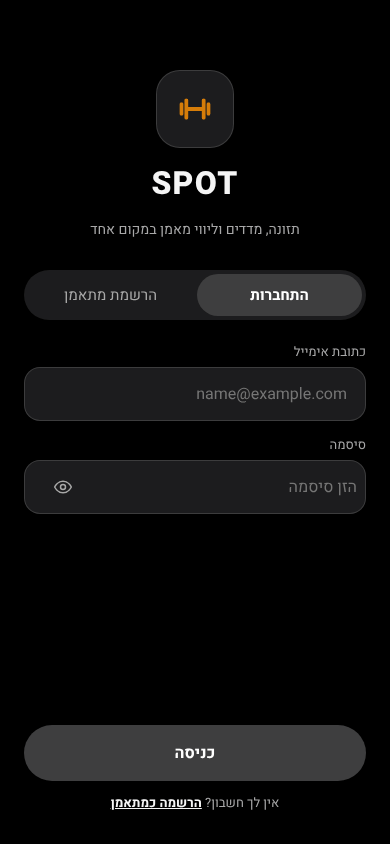 SPOT
תזונה, מדדים וליווי מאמן במקום אחד
התחברות
הרשמת מתאמן
כתובת אימייל
name@example.com
סיסמה
הזן סיסמה
כניסה
אין לך חשבון? הרשמה כמתאמן